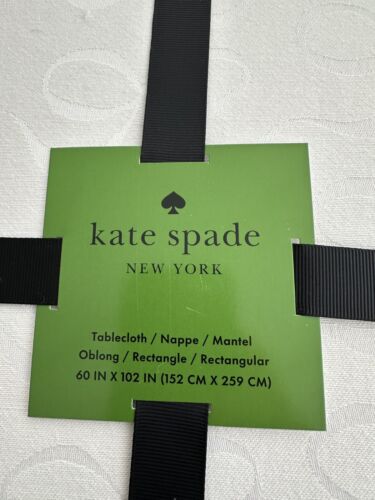 kate spade
NEW YORK
Tablecloth / Nappe / Mantel
Oblong / Rectangle / Rectangular
60 IN X 102 IN (152 CM X 259 CM)